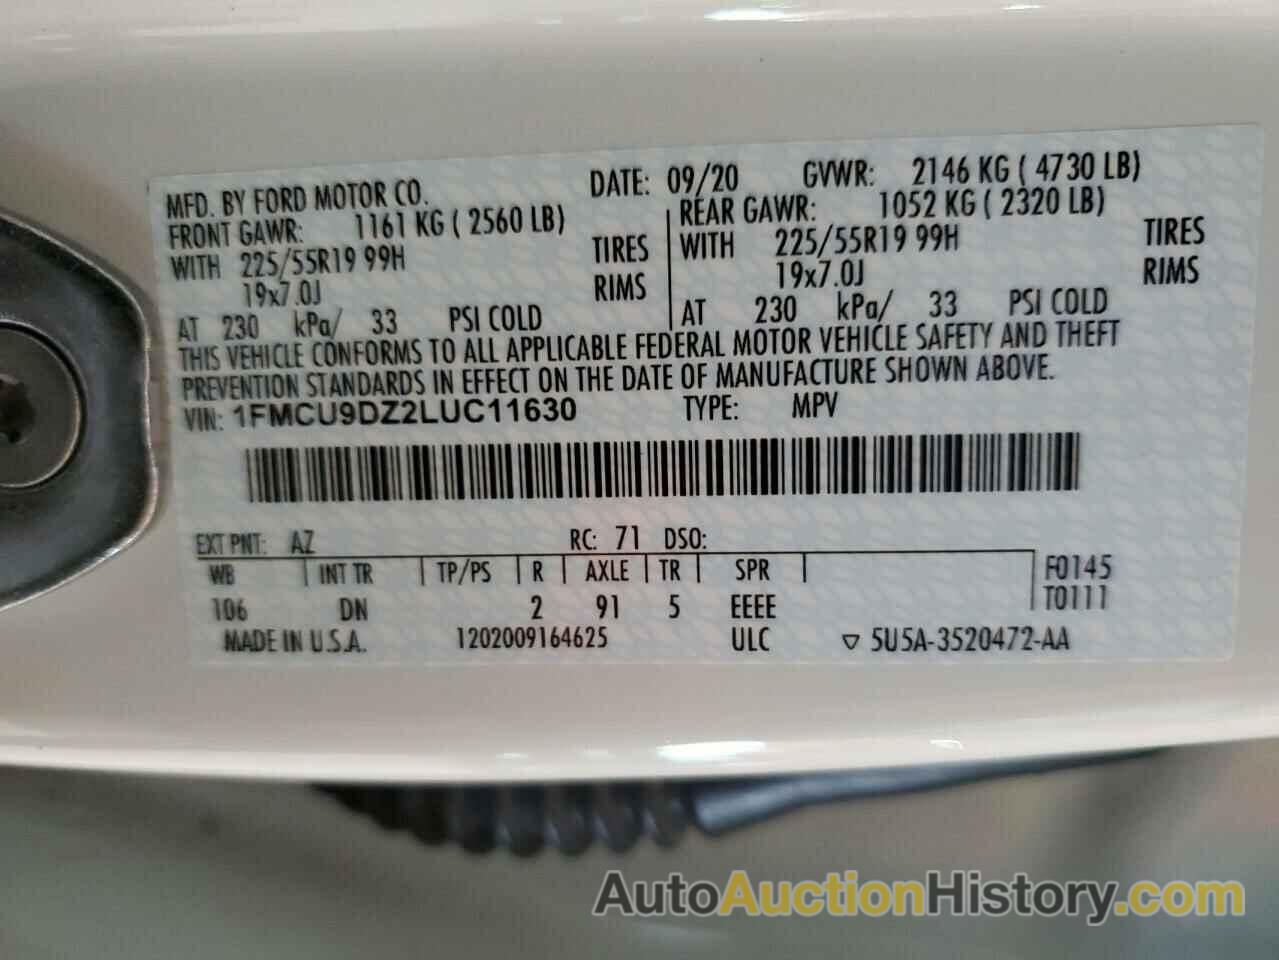 MFD. BY FORD MOTOR CO. DATE: 09/20 GVWR: 2146 KG ( 4730 LB)
FRONT GAWR: 1161 KG ( 2560 LB) REAR GAWR: 1052 KG ( 2320 LB)
WITH 225/55R19 99H TIRES WITH 225/55R19 99H TIRES
19x7.0J RIMS 19x7.0J RIMS
AT 230 kPa/ 33 PSI COLD AT 230 kPa/ 33 PSI COLD
THIS VEHICLE CONFORMS TO ALL APPLICABLE FEDERAL MOTOR VEHICLE SAFETY AND THEFT
PREVENTION STANDARDS IN EFFECT ON THE DATE OF MANUFACTURE SHOWN ABOVE.
VIN: 1FMCU9DZ2LUC11630 TYPE: MPV
EXT PNT: AZ RC: 71 DSO:
WB INT TR TP/PS R AXLE TR SPR F0145
106 DN 2 91 5 EEEE T0111
MADE IN U.S.A. 1202009164625 ULC ▽ 5U5A-3520472-AA
AutoAuctionHistory.com